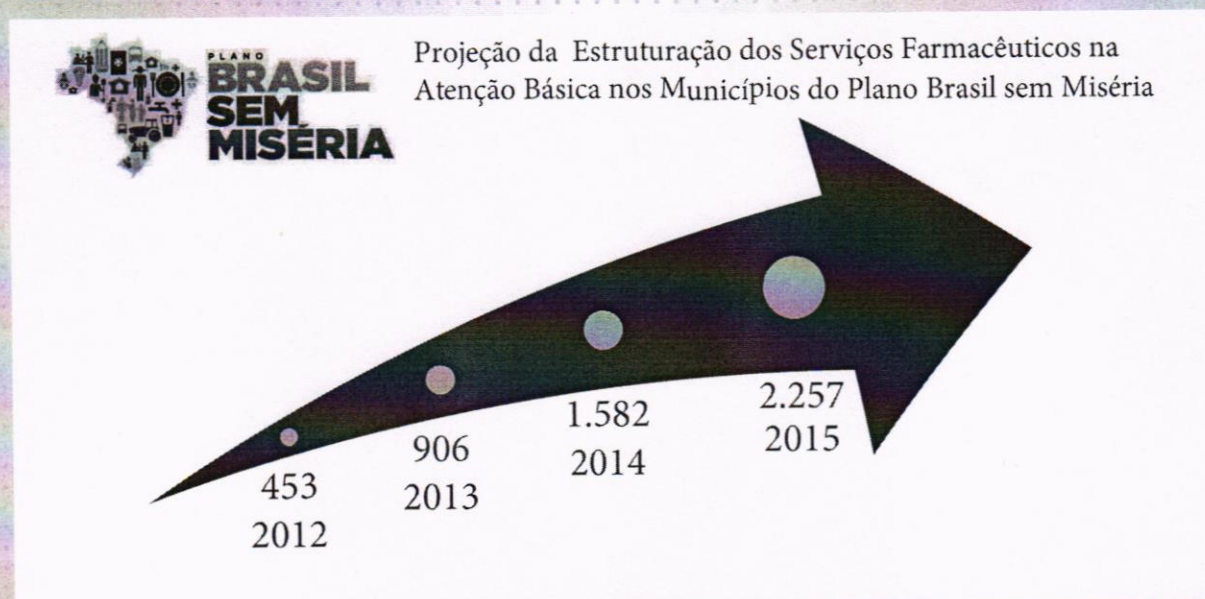 PLANO
BRASIL
SEM
MISÉRIA
Projeção da Estruturação dos Serviços Farmacêuticos na
Atenção Básica nos Municípios do Plano Brasil sem Miséria
453
2012
906
2013
1.582
2014
2.257
2015